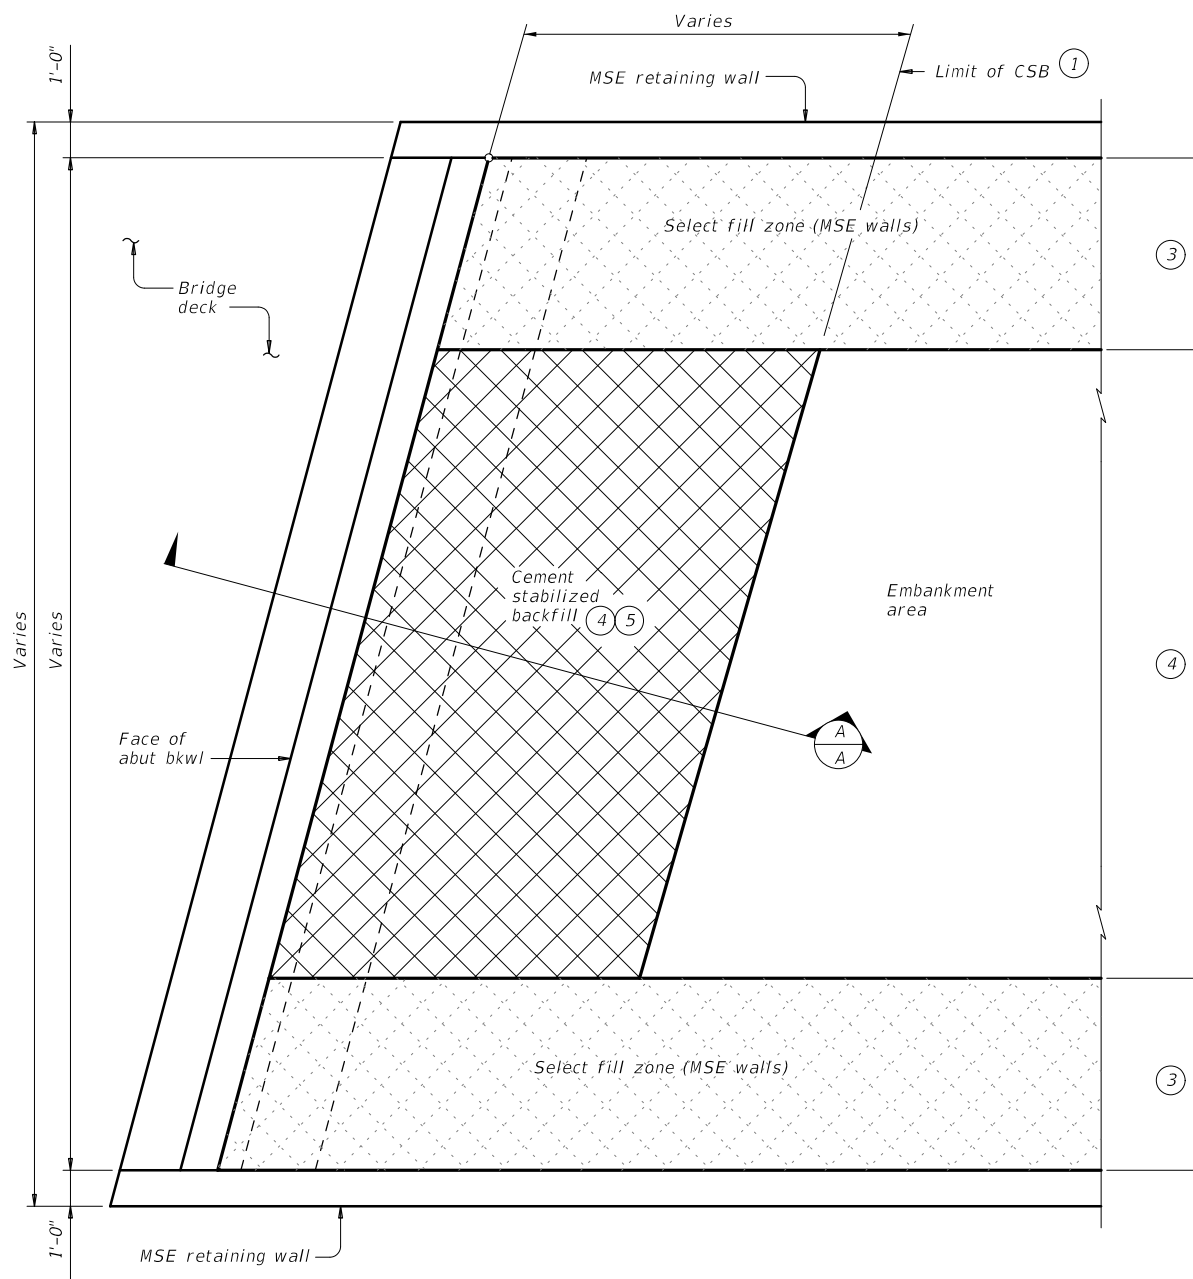 Varies
1'-0"
Limit of CSB 1
MSE retaining wall
Select fill zone (MSE walls)
3
Bridge
deck
Cement
stabilized
backfill 4 5
Embankment
area
Varies
Varies
4
Face of
abut bkwl
A
A
Select fill zone (MSE walls)
3
1'-0"
MSE retaining wall